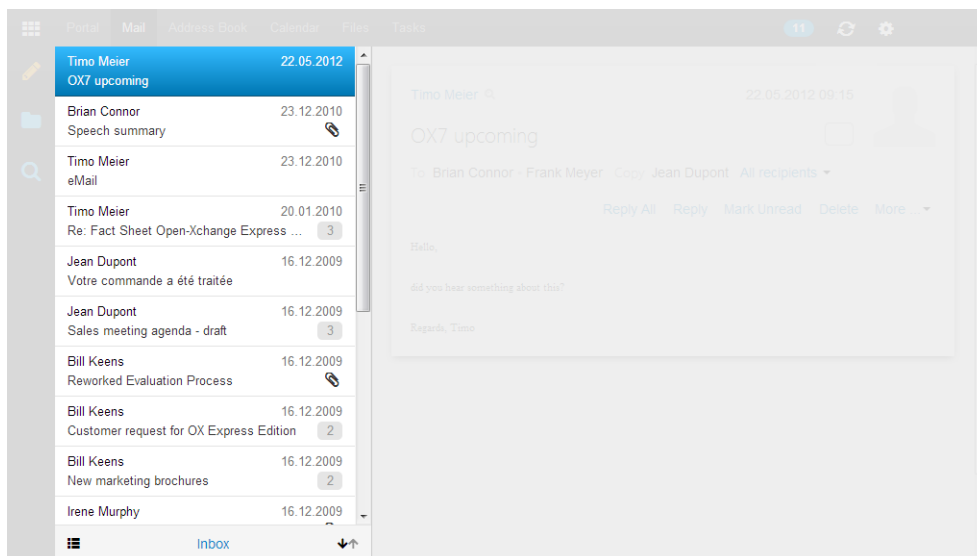 Portal Mail Address Book Calendar Files Tasks 11
Timo Meier 22.05.2012
OX7 upcoming
Brian Connor 23.12.2010
Speech summary
Timo Meier 23.12.2010
eMail
Timo Meier 20.01.2010
Re: Fact Sheet Open-Xchange Express ... 3
Jean Dupont 16.12.2009
Votre commande a été traitée
Jean Dupont 16.12.2009
Sales meeting agenda - draft 3
Bill Keens 16.12.2009
Reworked Evaluation Process
Bill Keens 16.12.2009
Customer request for OX Express Edition 2
Bill Keens 16.12.2009
New marketing brochures 2
Irene Murphy 16.12.2009
Inbox
Timo Meier 22.05.2012 09:15
OX7 upcoming
To Brian Connor · Frank Meyer Copy Jean Dupont All recipients
Reply All Reply Mark Unread Delete More ...
Hello,
did you hear something about this?
Regards, Timo